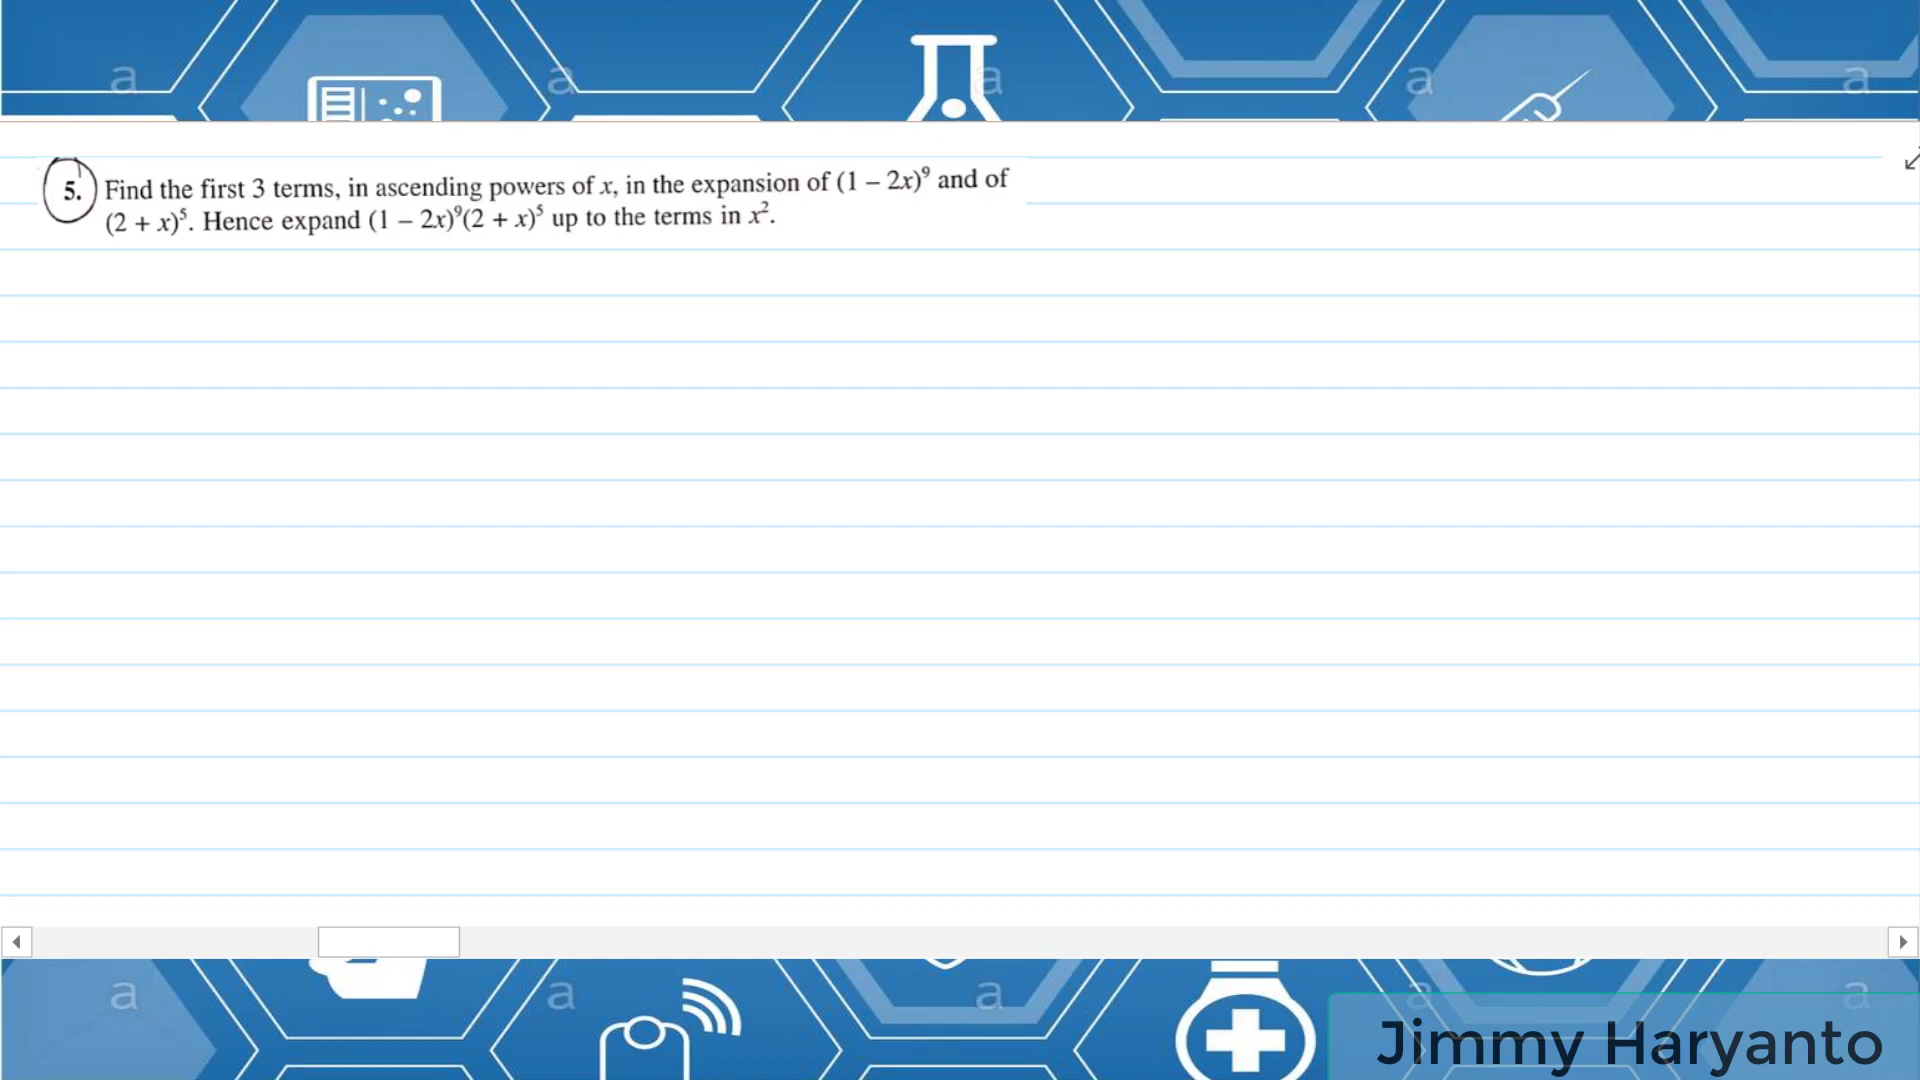 a a a a a
5. Find the first 3 terms, in ascending powers of x, in the expansion of (1 – 2x)⁹ and of
(2 + x)⁵. Hence expand (1 – 2x)⁹(2 + x)⁵ up to the terms in x².
a a a a a
Jimmy Haryanto